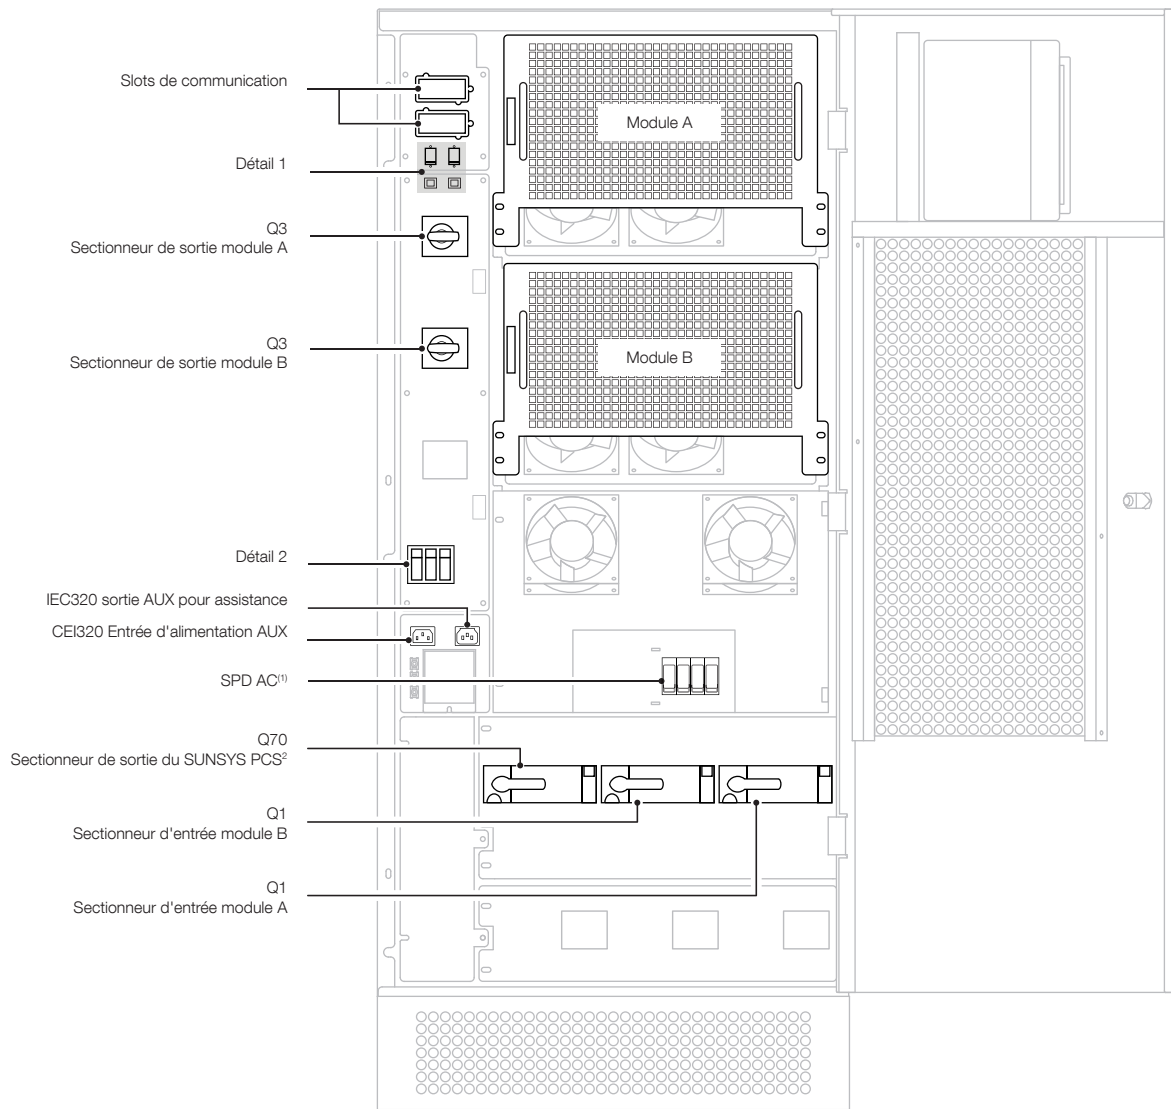 Slots de communication
Module A
Détail 1
Q3
Sectionneur de sortie module A
Q3
Sectionneur de sortie module B
Module B
Détail 2
IEC320 sortie AUX pour assistance
CEI320 Entrée d'alimentation AUX
SPD AC(1)
Q70
Sectionneur de sortie du SUNSYS PCS²
Q1
Sectionneur d'entrée module B
Q1
Sectionneur d'entrée module A